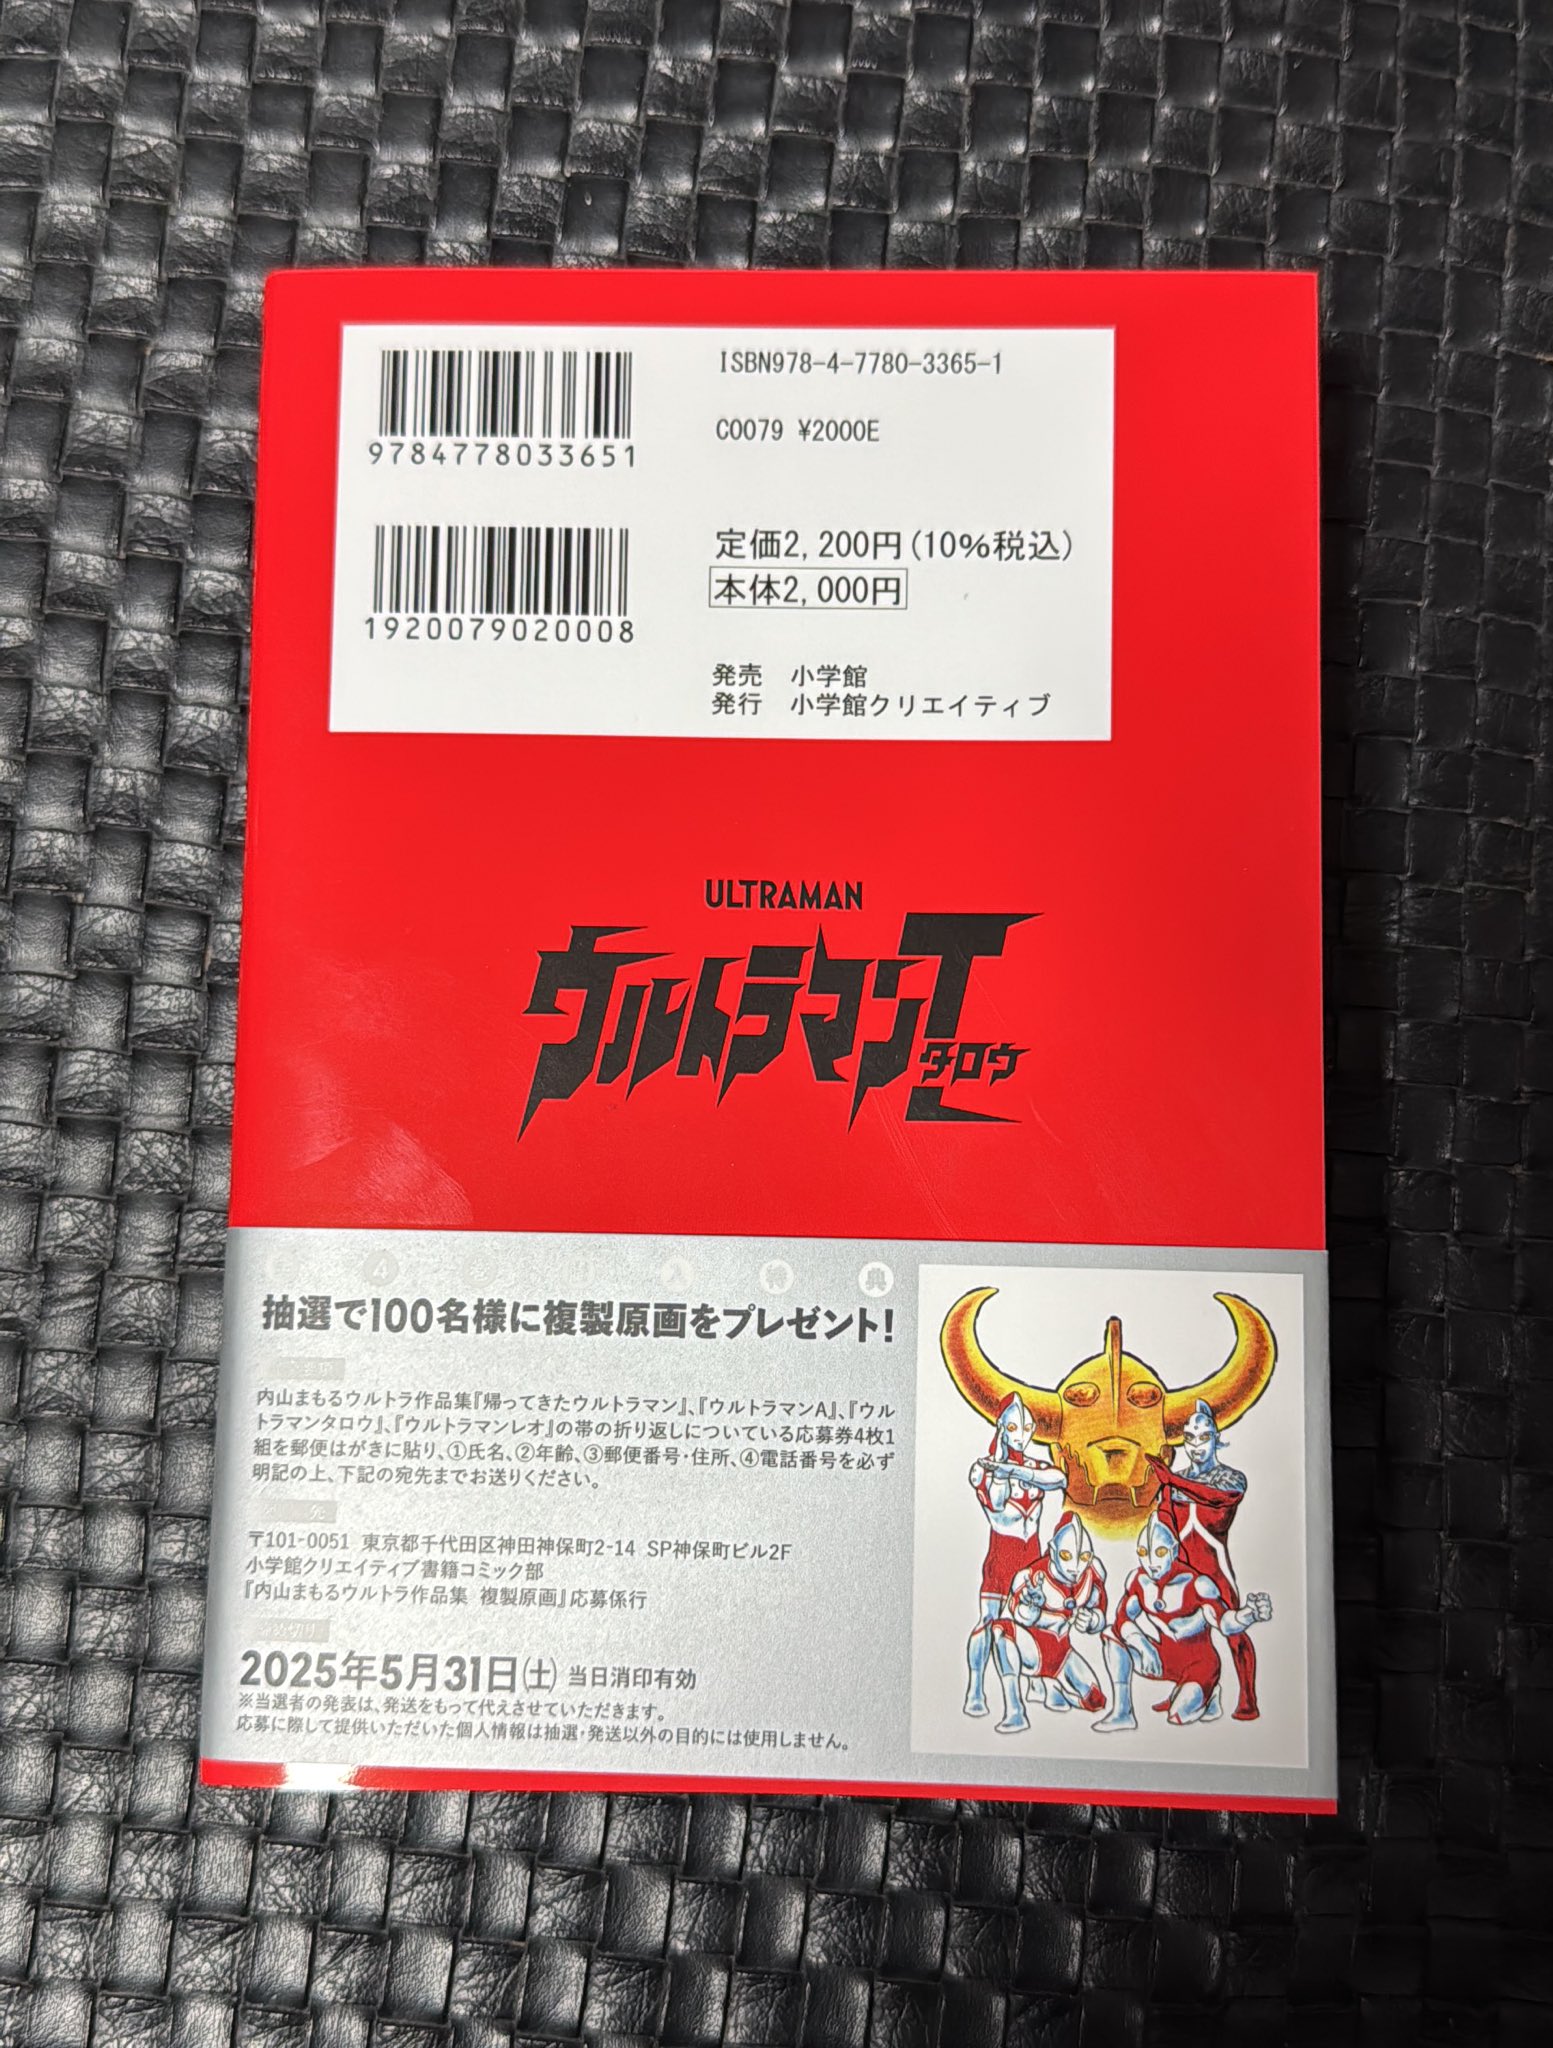 ISBN978-4-7780-3365-1
9784778033651
C0079 ¥2000E
定価2,200円(10%税込)
本体2,000円
1920079020008
発売 小学館
発行 小学館クリエイティブ
ULTRAMAN
ウルトラマンT
タロウ
入特典
抽選で100名様に複製原画をプレゼント!
内山まもるウルトラ作品集『帰ってきたウルトラマン』、『ウルトラマンA』、『ウル
トラマンタロウ』、『ウルトラマンレオ』の帯の折り返しについている応募券4枚1
組を郵便はがきに貼り、①氏名、②年齢、③郵便番号・住所、④電話番号を必ず
明記の上、下記の宛先までお送りください。
先
〒101-0051 東京都千代田区神田神保町2-14 SP神保町ビル2F
小学館クリエイティブ書籍コミック部
『内山まもるウルトラ作品集 複製原画』応募係行
締め切り
2025年5月31日(土) 当日消印有効
※当選者の発表は、発送をもって代えさせていただきます。
応募に際して提供いただいた個人情報は抽選・発送以外の目的には使用しません。